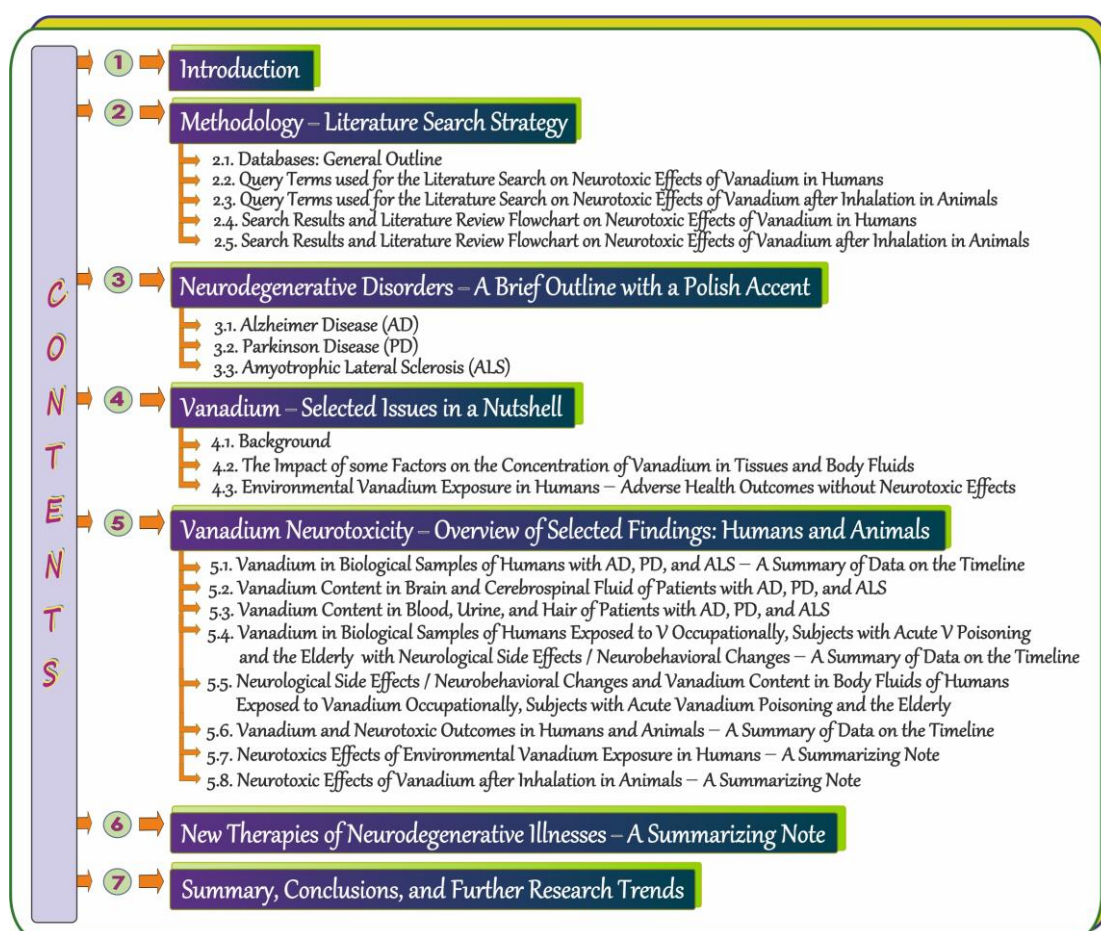 CONTENTS
1 Introduction
2 Methodology – Literature Search Strategy
2.1. Databases: General Outline
2.2. Query Terms used for the Literature Search on Neurotoxic Effects of Vanadium in Humans
2.3. Query Terms used for the Literature Search on Neurotoxic Effects of Vanadium after Inhalation in Animals
2.4. Search Results and Literature Review Flowchart on Neurotoxic Effects of Vanadium in Humans
2.5. Search Results and Literature Review Flowchart on Neurotoxic Effects of Vanadium after Inhalation in Animals
3 Neurodegenerative Disorders – A Brief Outline with a Polish Accent
3.1. Alzheimer Disease (AD)
3.2. Parkinson Disease (PD)
3.3. Amyotrophic Lateral Sclerosis (ALS)
4 Vanadium – Selected Issues in a Nutshell
4.1. Background
4.2. The Impact of some Factors on the Concentration of Vanadium in Tissues and Body Fluids
4.3. Environmental Vanadium Exposure in Humans – Adverse Health Outcomes without Neurotoxic Effects
5 Vanadium Neurotoxicity – Overview of Selected Findings: Humans and Animals
5.1. Vanadium in Biological Samples of Humans with AD, PD, and ALS – A Summary of Data on the Timeline
5.2. Vanadium Content in Brain and Cerebrospinal Fluid of Patients with AD, PD, and ALS
5.3. Vanadium Content in Blood, Urine, and Hair of Patients with AD, PD, and ALS
5.4. Vanadium in Biological Samples of Humans Exposed to V Occupationally, Subjects with Acute V Poisoning
and the Elderly with Neurological Side Effects / Neurobehavioral Changes – A Summary of Data on the Timeline
5.5. Neurological Side Effects / Neurobehavioral Changes and Vanadium Content in Body Fluids of Humans
Exposed to Vanadium Occupationally, Subjects with Acute Vanadium Poisoning and the Elderly
5.6. Vanadium and Neurotoxic Outcomes in Humans and Animals – A Summary of Data on the Timeline
5.7. Neurotoxics Effects of Environmental Vanadium Exposure in Humans – A Summarizing Note
5.8. Neurotoxic Effects of Vanadium after Inhalation in Animals – A Summarizing Note
6 New Therapies of Neurodegenerative Illnesses – A Summarizing Note
7 Summary, Conclusions, and Further Research Trends